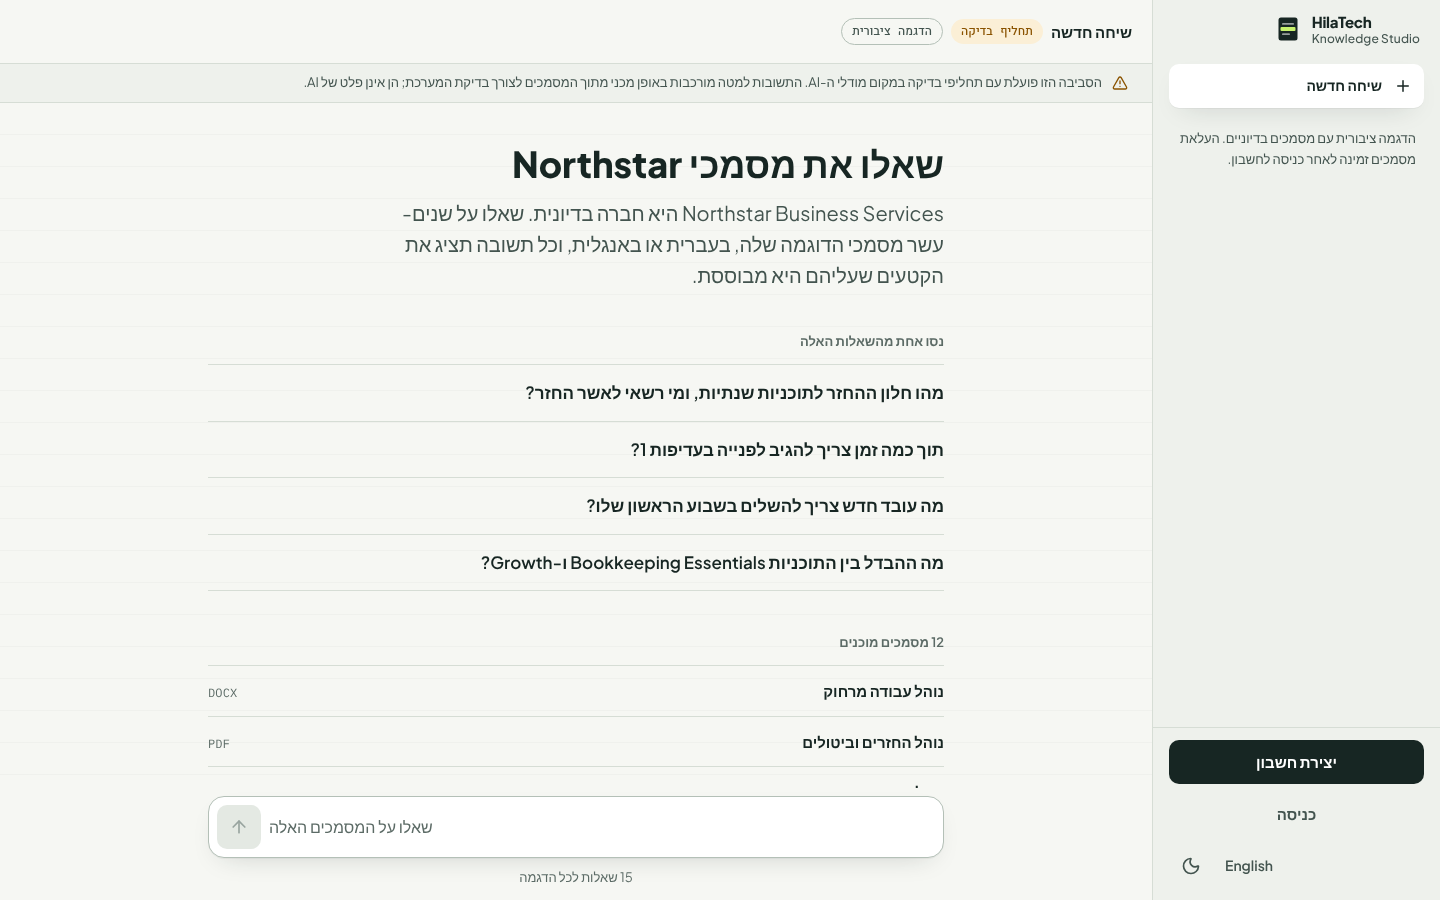 HilaTech
Knowledge Studio
שיחה חדשה
הדגמה ציבורית עם מסמכים בדיוניים. העלאת
מסמכים זמינה לאחר כניסה לחשבון.
יצירת חשבון
כניסה
English
שיחה חדשה
תחליף בדיקה
הדגמה ציבורית
הסביבה הזו פועלת עם תחליפי בדיקה במקום מודלי ה-AI. התשובות למטה מורכבות באופן מכני מתוך המסמכים לצורך בדיקת המערכת; הן אינן פלט של AI.
שאלו את מסמכי Northstar
Northstar Business Services היא חברה בדיונית. שאלו על שנים-
עשר מסמכי הדוגמה שלה, בעברית או באנגלית, וכל תשובה תציג את
הקטעים שעליהם היא מבוססת.
נסו אחת מהשאלות האלה
מהו חלון ההחזר לתוכניות שנתיות, ומי רשאי לאשר החזר?
תוך כמה זמן צריך להגיב לפנייה בעדיפות 1?
מה עובד חדש צריך להשלים בשבוע הראשון שלו?
מה ההבדל בין התוכניות Bookkeeping Essentials ו-Growth?
12 מסמכים מוכנים
נוהל עבודה מרחוק DOCX
נוהל החזרים וביטולים PDF
שאלו על המסמכים האלה
15 שאלות לכל הדגמה